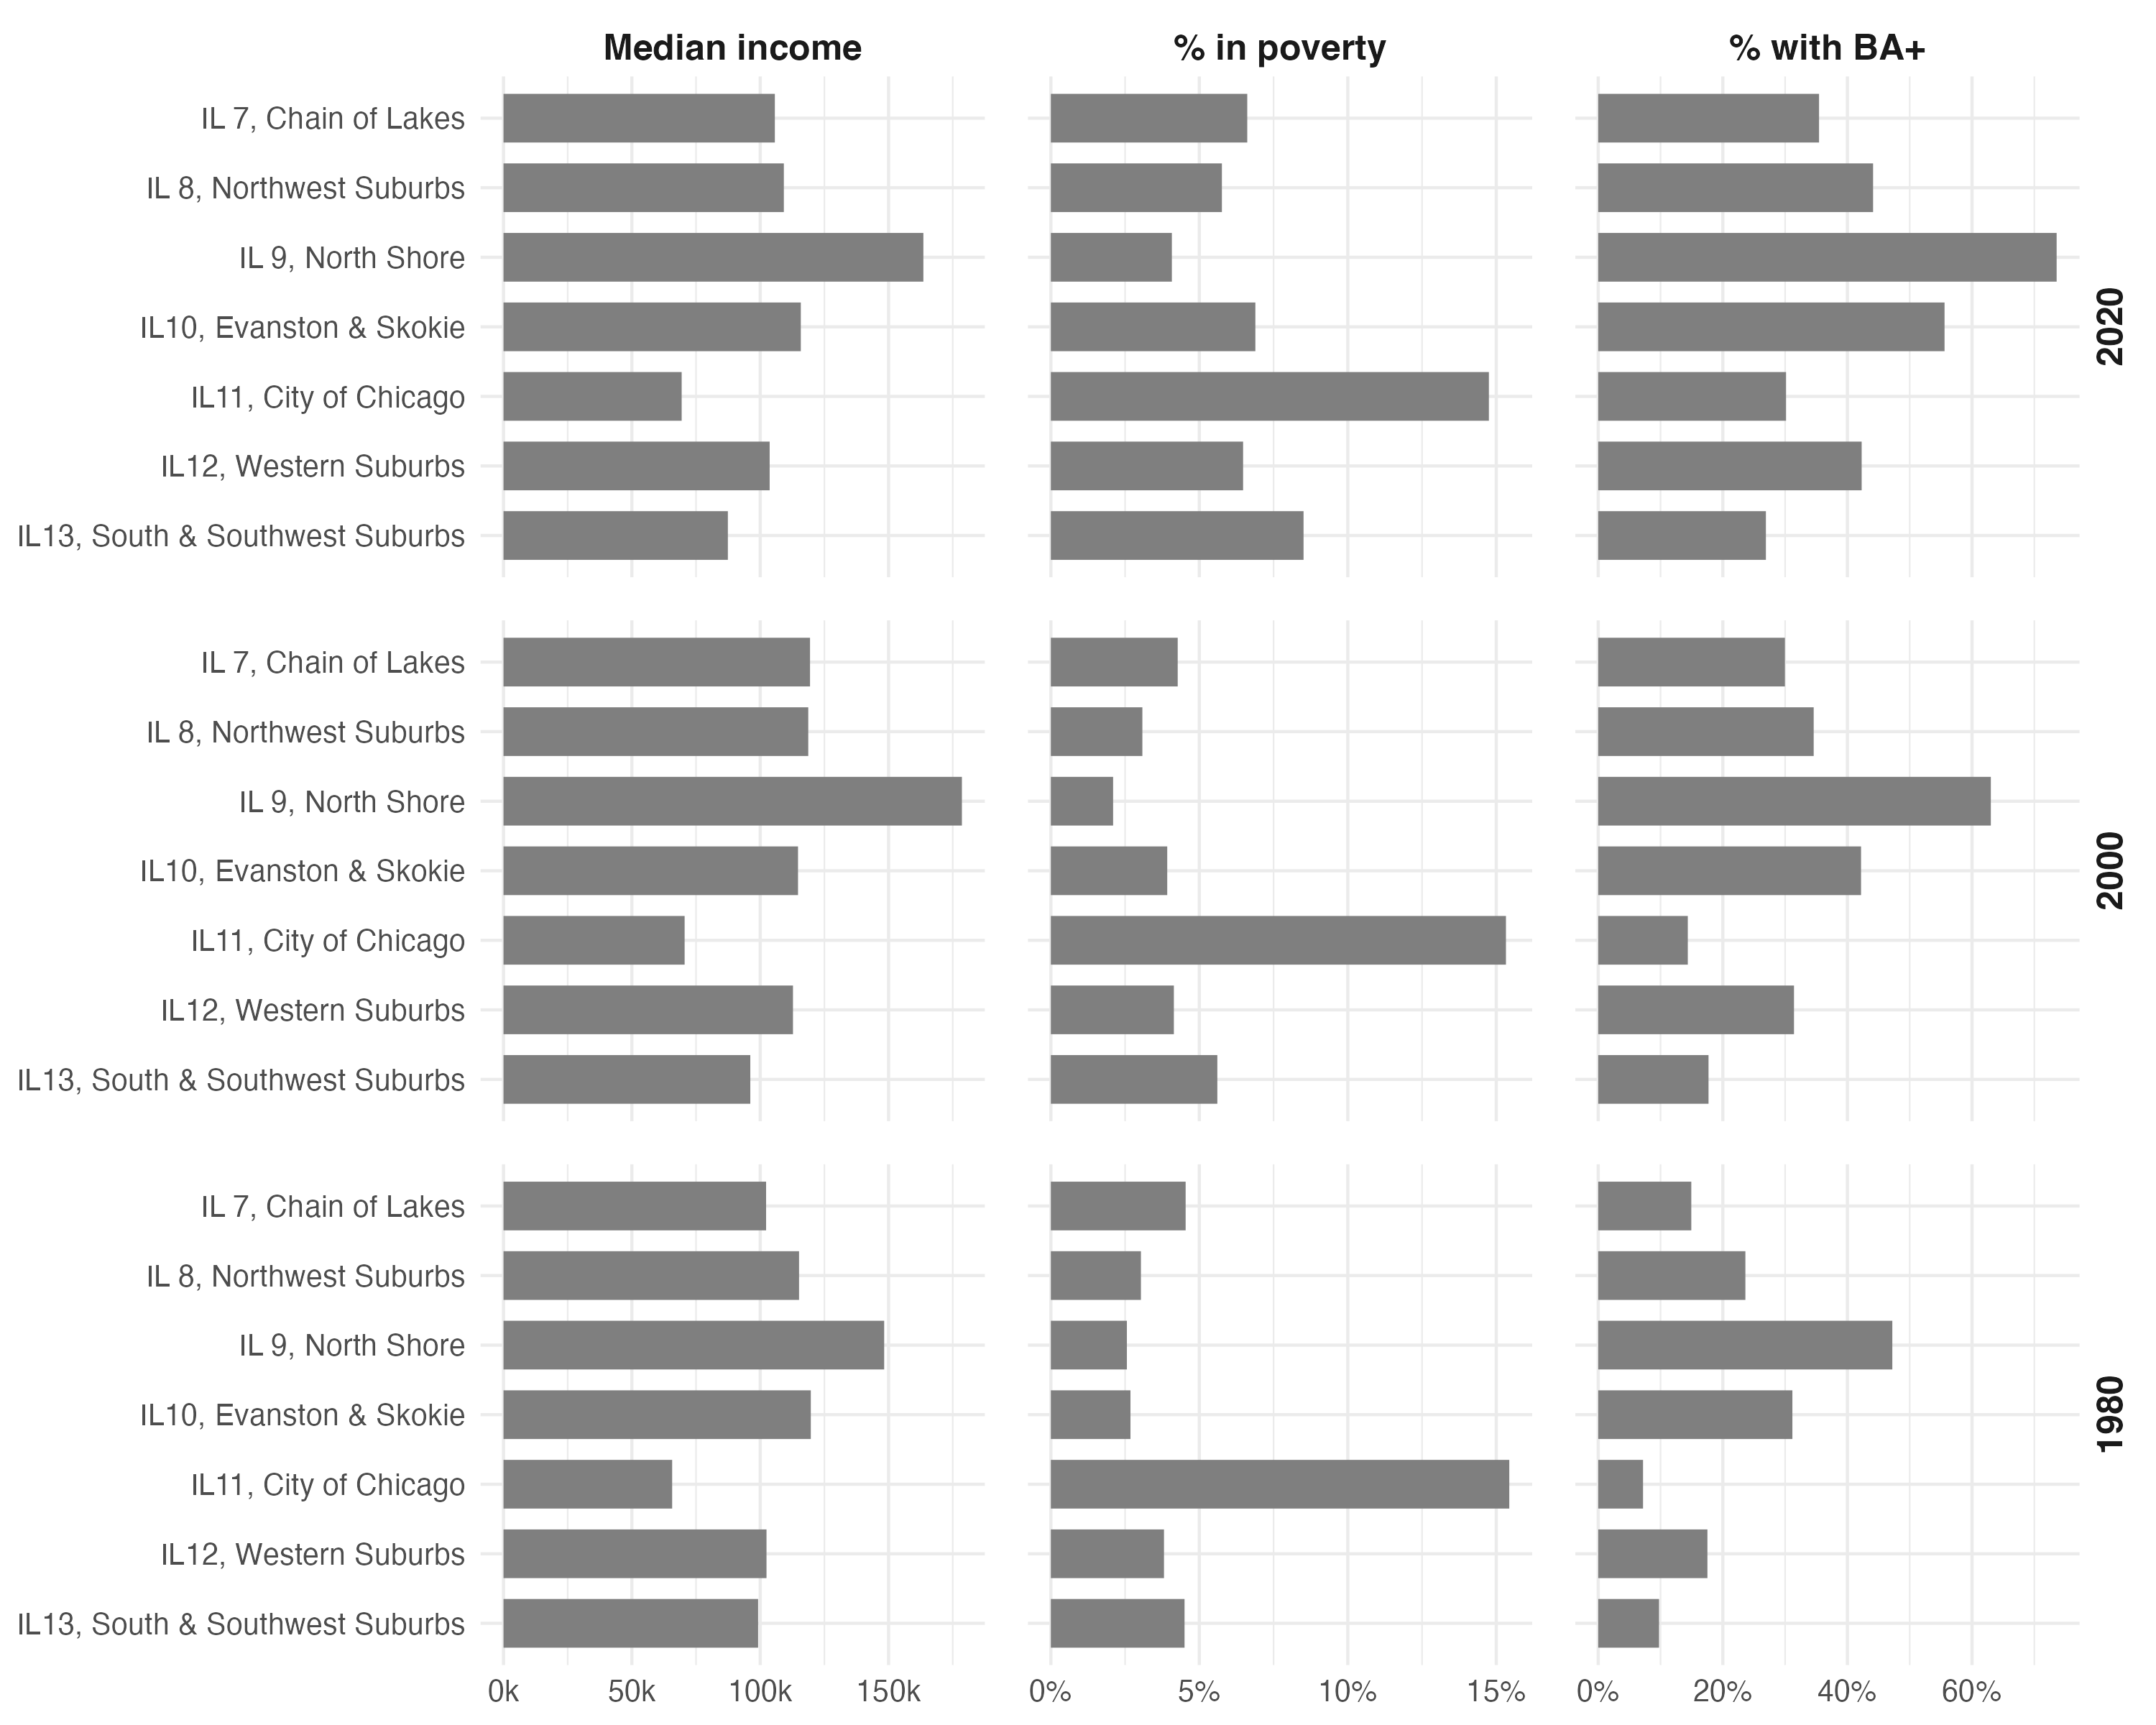 Median income % in poverty % with BA+
IL 7, Chain of Lakes
IL 8, Northwest Suburbs
IL 9, North Shore
IL10, Evanston & Skokie
IL11, City of Chicago
IL12, Western Suburbs
IL13, South & Southwest Suburbs
2020
IL 7, Chain of Lakes
IL 8, Northwest Suburbs
IL 9, North Shore
IL10, Evanston & Skokie
IL11, City of Chicago
IL12, Western Suburbs
IL13, South & Southwest Suburbs
2000
IL 7, Chain of Lakes
IL 8, Northwest Suburbs
IL 9, North Shore
IL10, Evanston & Skokie
IL11, City of Chicago
IL12, Western Suburbs
IL13, South & Southwest Suburbs
1980
0k 50k 100k 150k 0% 5% 10% 15% 0% 20% 40% 60%